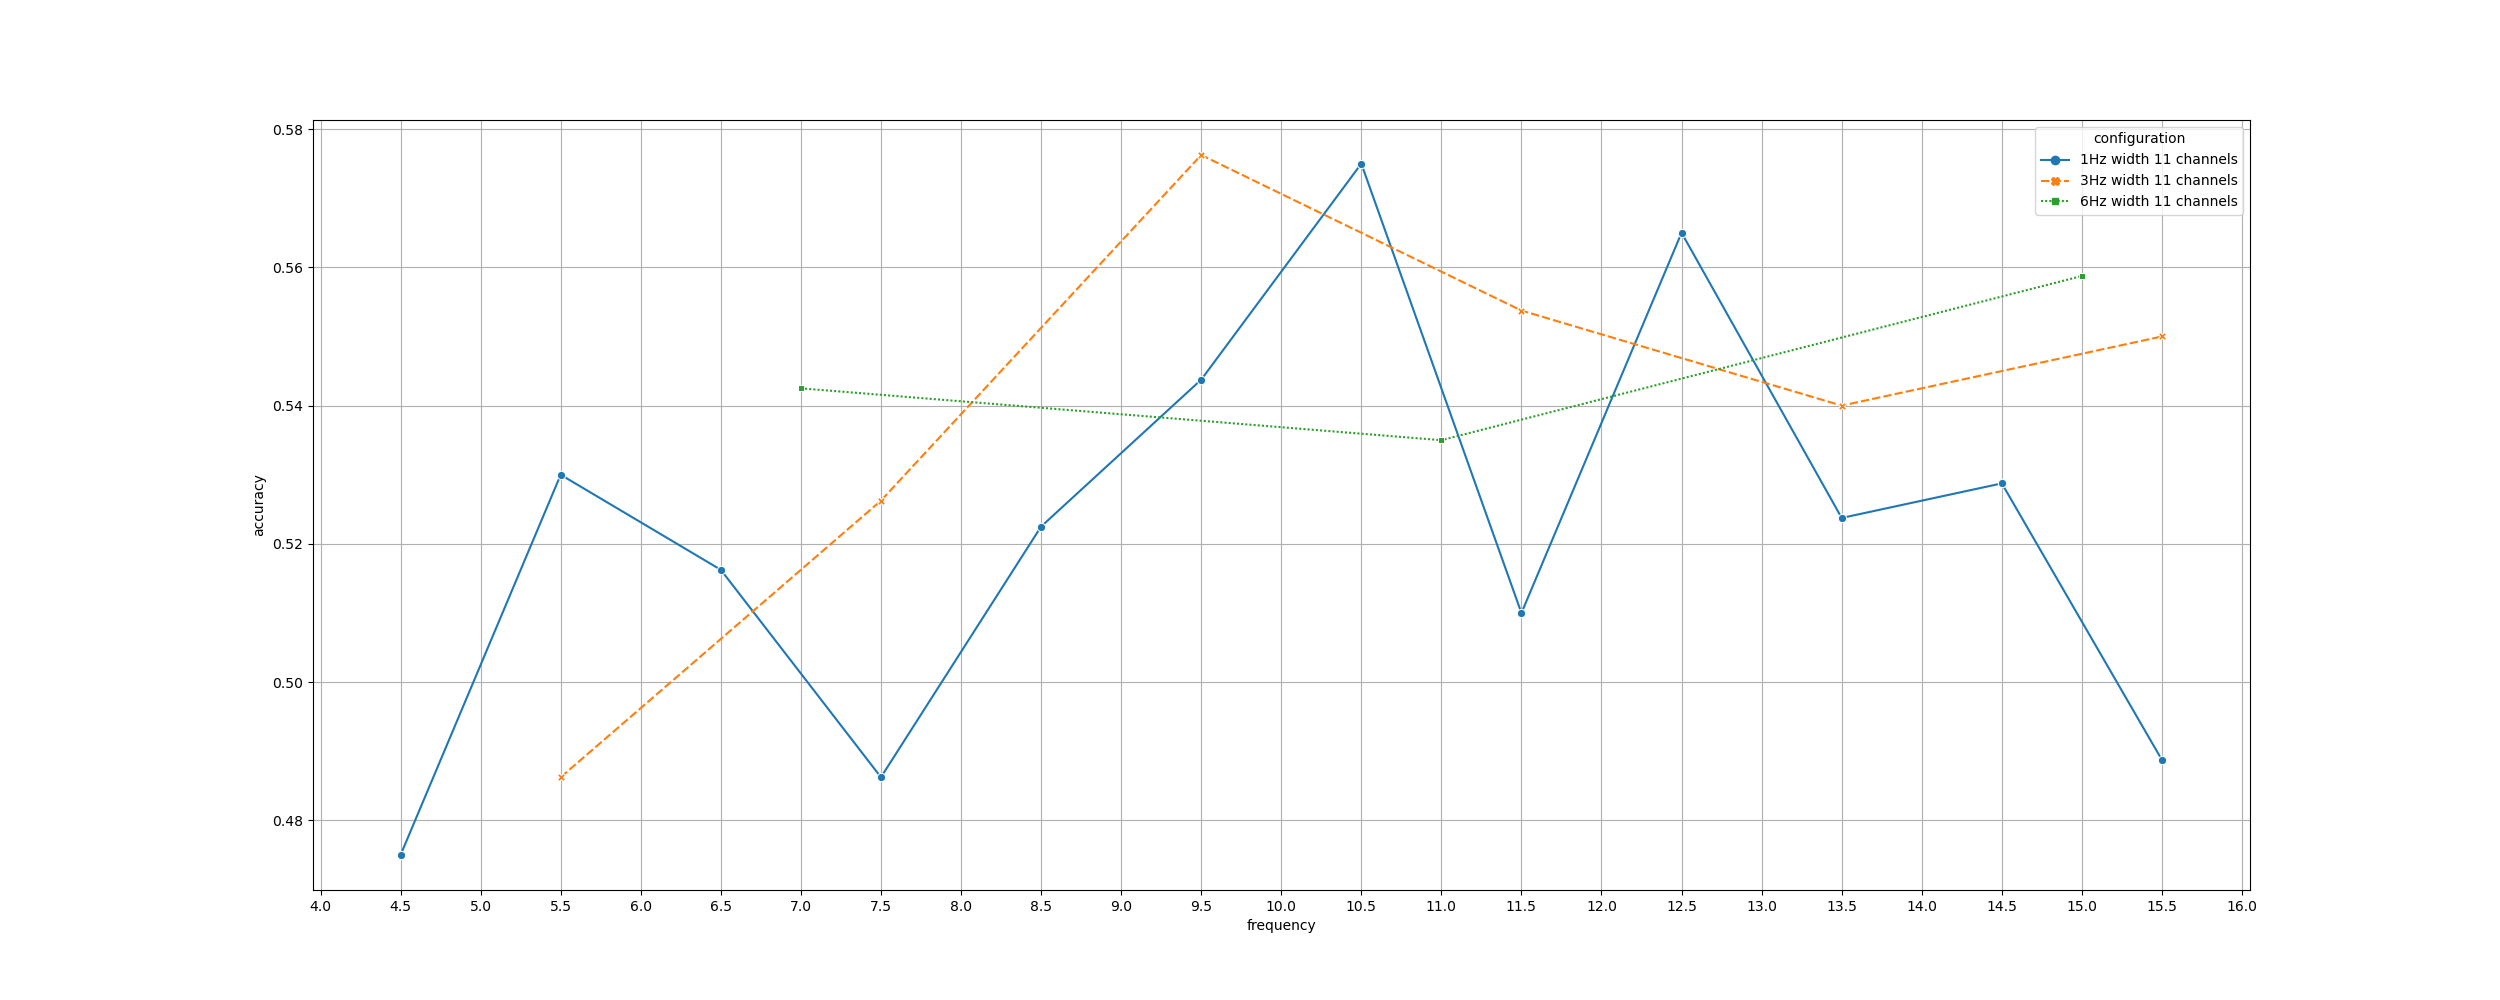 configuration
1Hz width 11 channels
3Hz width 11 channels
6Hz width 11 channels
0.58
0.56
0.54
0.52
0.50
0.48
accuracy
4.0 4.5 5.0 5.5 6.0 6.5 7.0 7.5 8.0 8.5 9.0 9.5 10.0 10.5 11.0 11.5 12.0 12.5 13.0 13.5 14.0 14.5 15.0 15.5 16.0
frequency